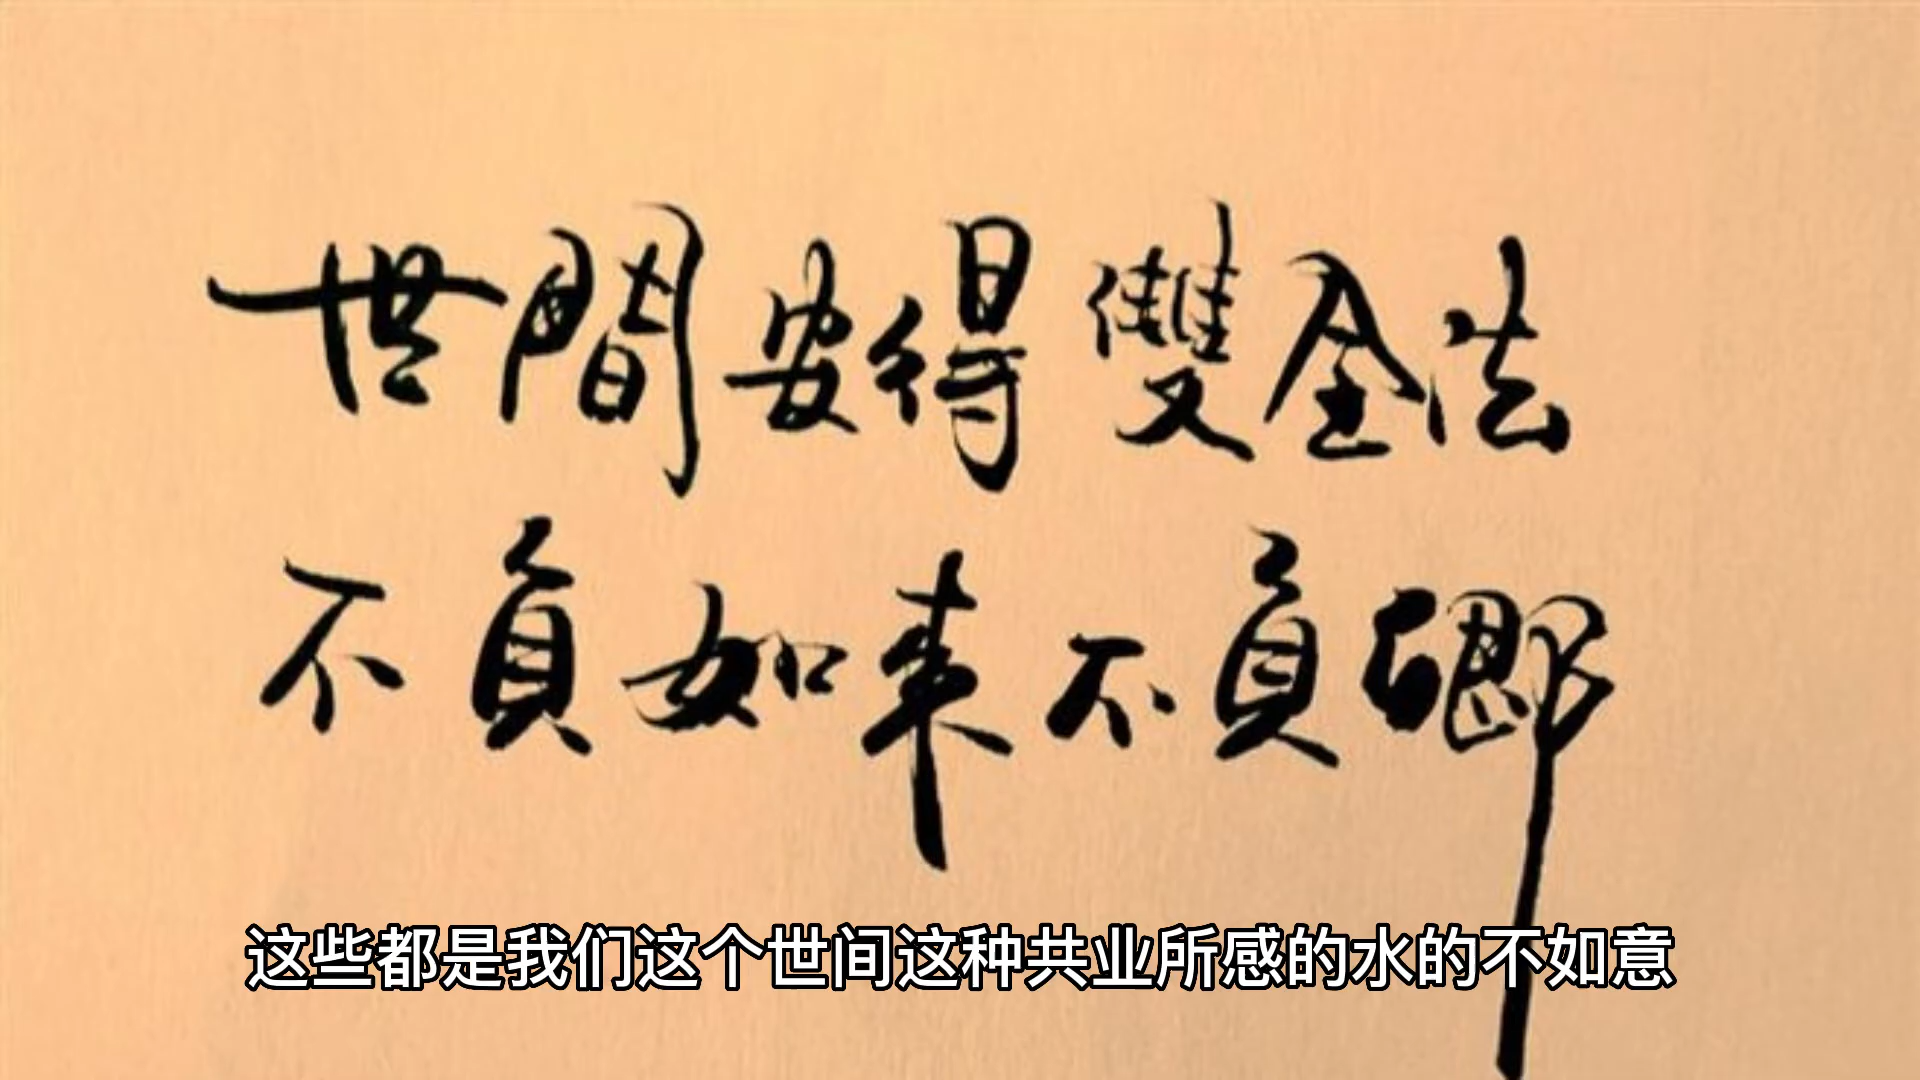 世間安得雙全法
不負如来不負卿
这些都是我们这个世间这种共业所感的水的不如意